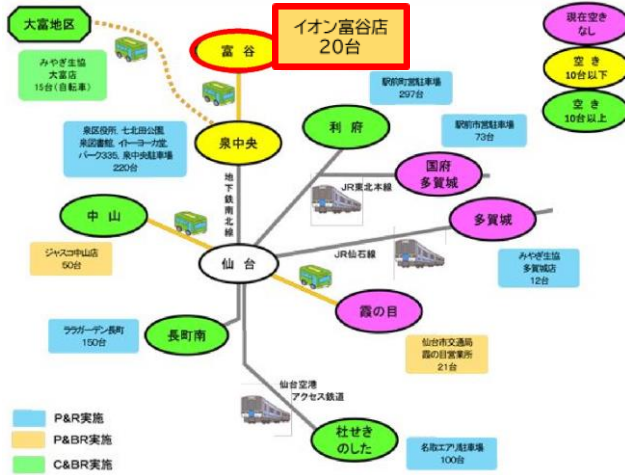 大富地区
みやぎ生協
大富店
15台(自転車)
富 谷
イオン富谷店
20台
現在空き
なし
空 き
10台以下
空 き
10台以上
泉区役所、七北田公園、
泉図書館、イトーヨーカ堂、
パーク335、泉中央駐車場
220台
泉中央
駅前町営駐車場
297台
利 府
駅前市営駐車場
73台
国府
多賀城
JR東北本線
地下鉄南北線
中 山
ジャスコ中山店
50台
多賀城
仙 台
JR仙石線
みやぎ生協
多賀城店
12台
霞の目
ララガーデン長町
150台
長町南
仙台市交通局
霞の目営業所
21台
仙台空港
アクセス鉄道
P&R実施
P&BR実施
C&BR実施
杜せき
のした
名取エアリ駐車場
100台